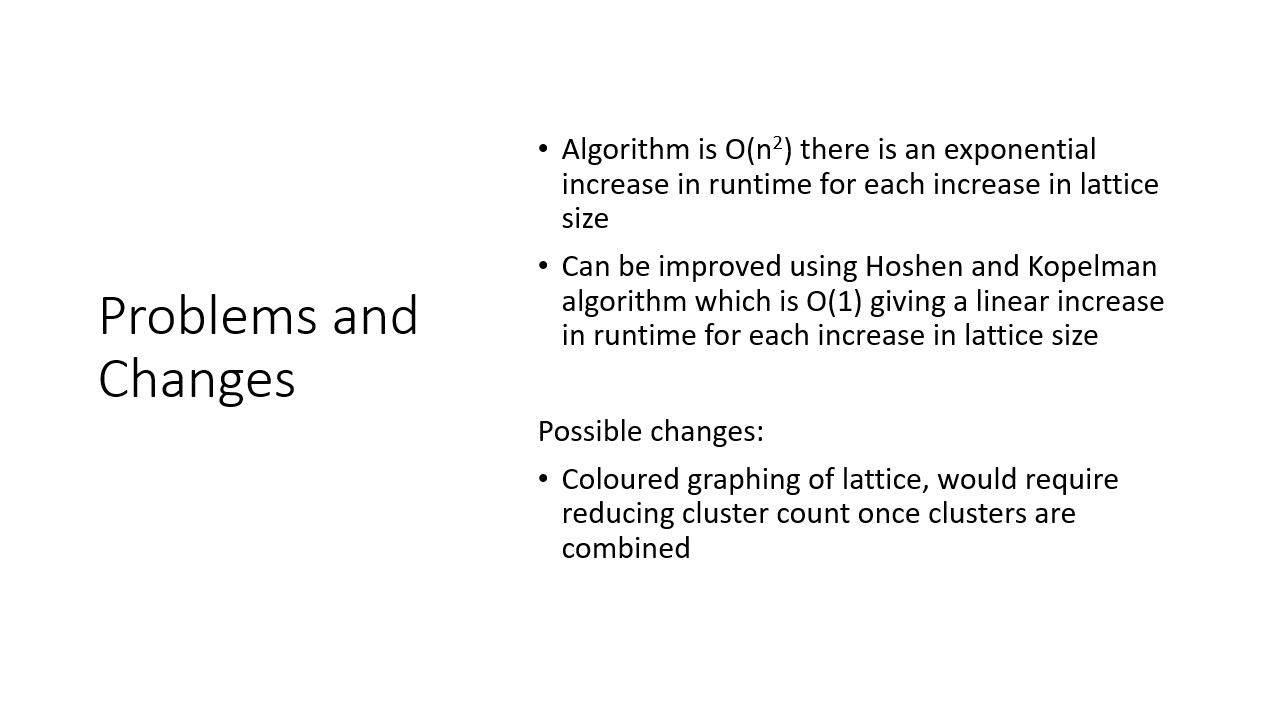 Problems and
Changes
• Algorithm is O(n²) there is an exponential
increase in runtime for each increase in lattice
size
• Can be improved using Hoshen and Kopelman
algorithm which is O(1) giving a linear increase
in runtime for each increase in lattice size
Possible changes:
• Coloured graphing of lattice, would require
reducing cluster count once clusters are
combined